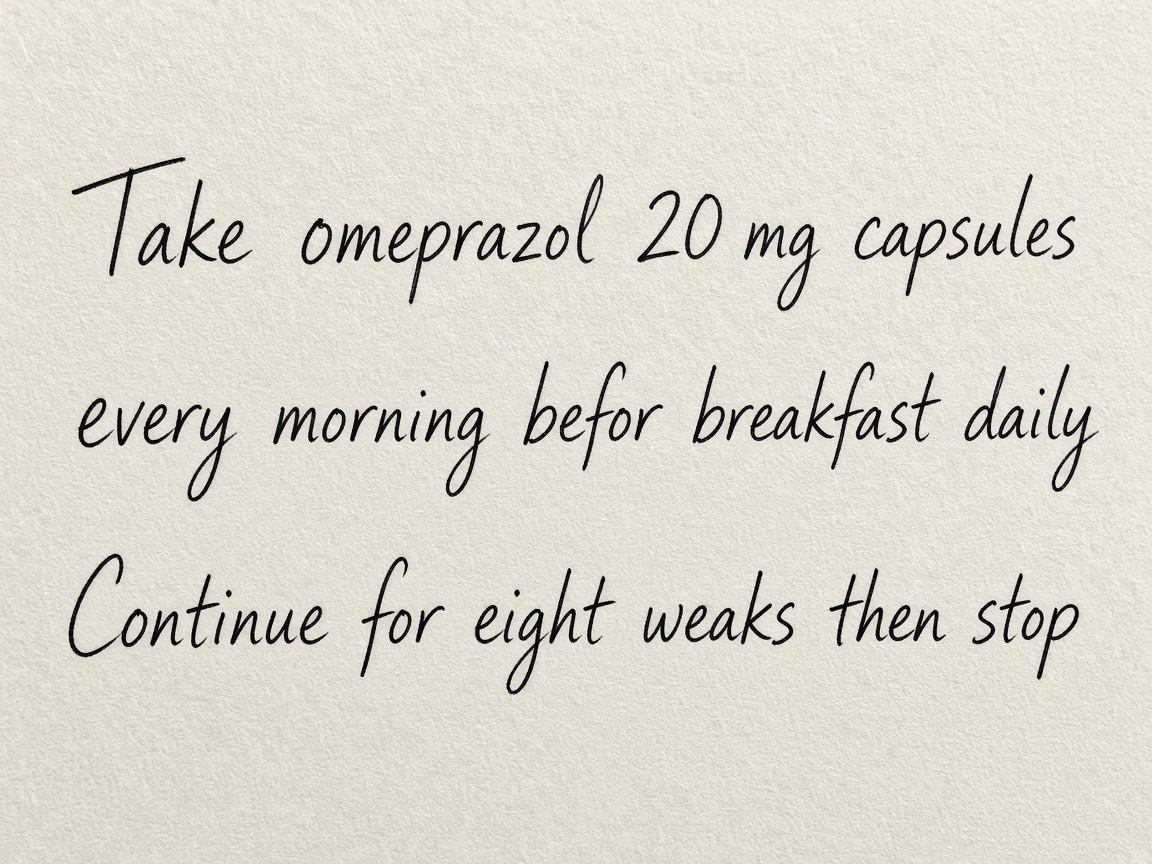 Take omeprazol 20 mg capsules
every morning befor breakfast daily
Continue for eight weaks then stop